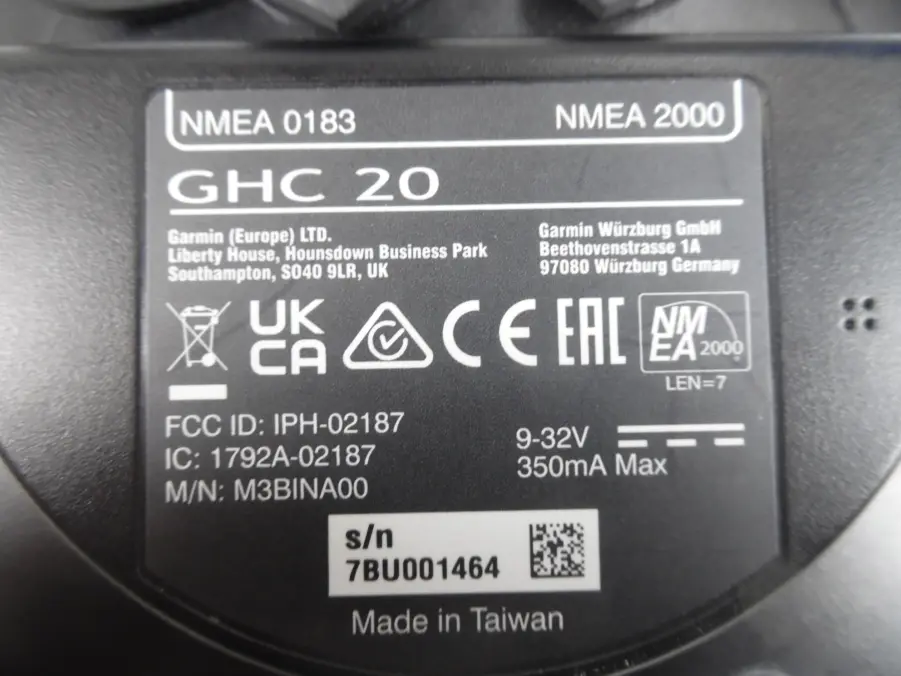 NMEA 0183
NMEA 2000
GHC 20
Garmin (Europe) LTD.
Liberty House, Hounsdown Business Park
Southampton, SO40 9LR, UK
Garmin Würzburg GmbH
Beethovenstrasse 1A
97080 Würzburg Germany
UK
CA
CE
EAC
NM
EA 2000
LEN=7
FCC ID: IPH-02187
IC: 1792A-02187
M/N: M3BINA00
9-32V
350mA Max
s/n
7BU001464
Made in Taiwan